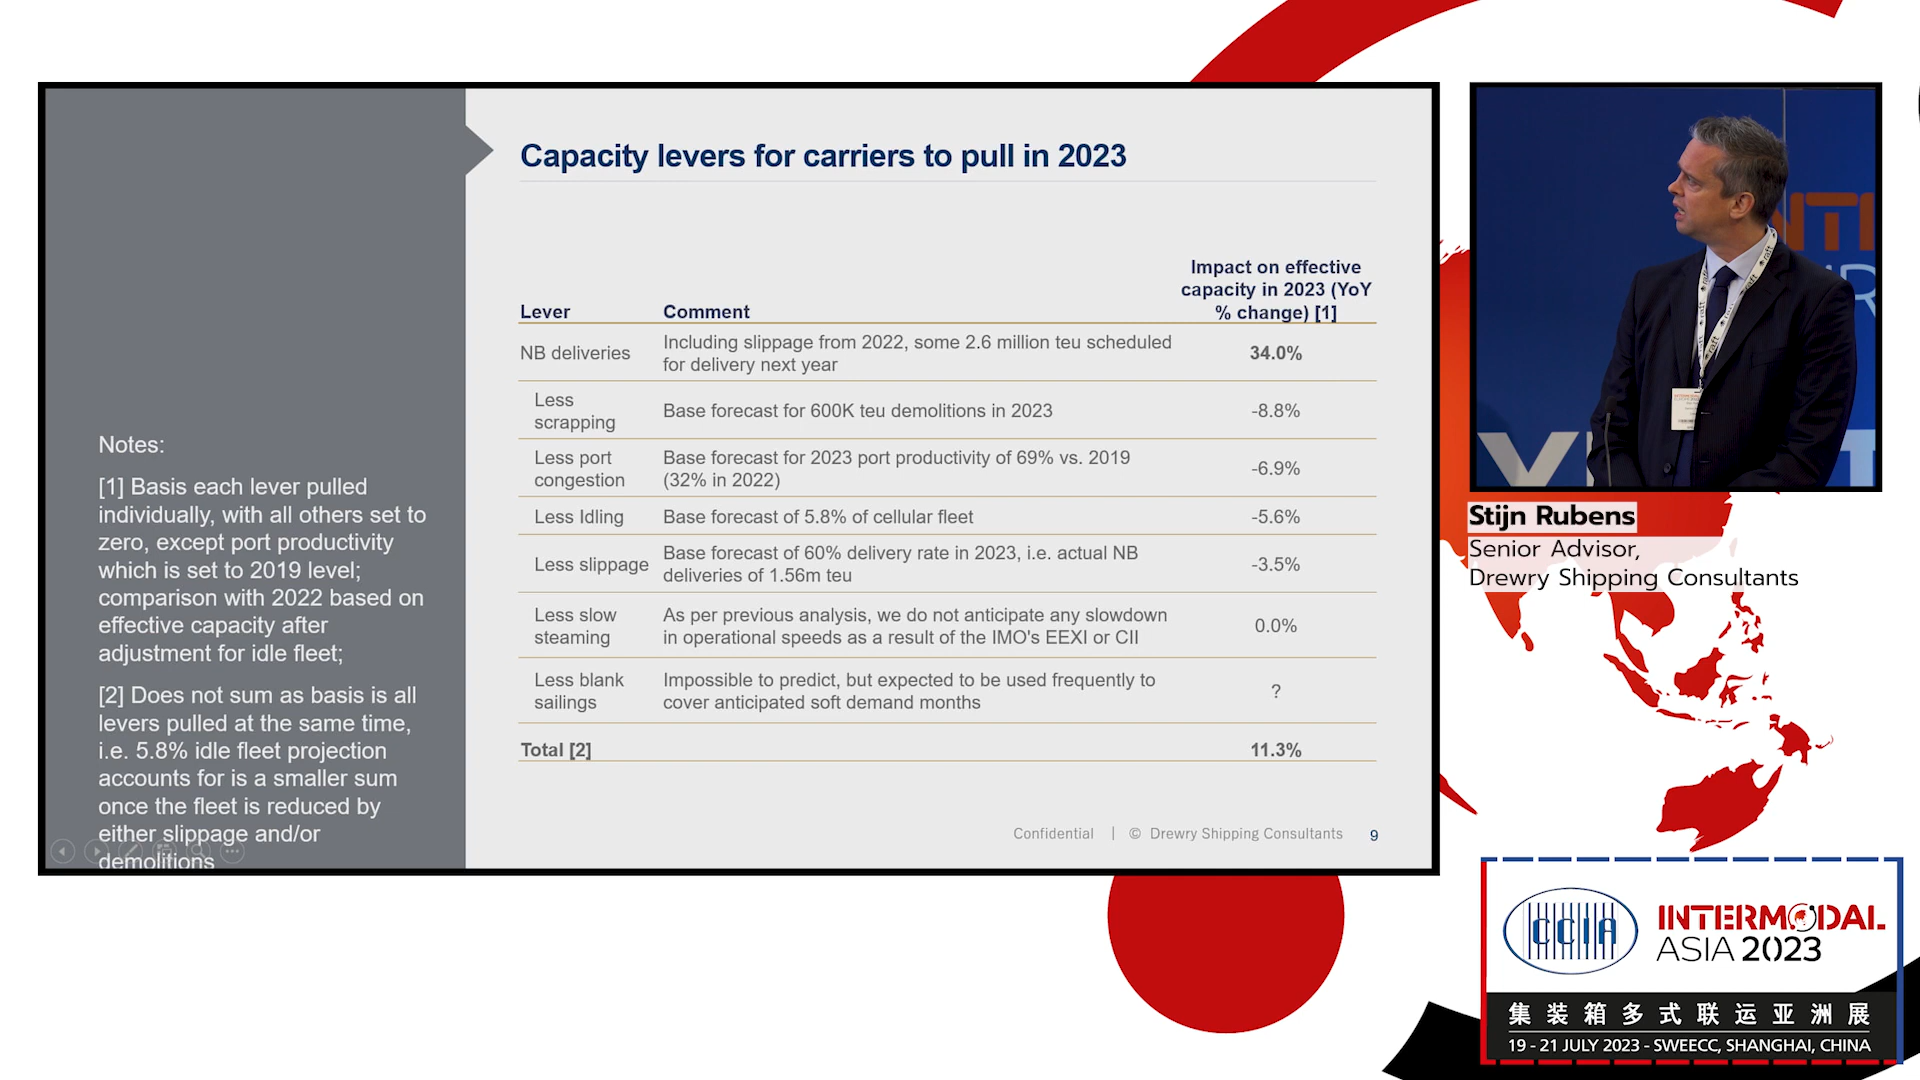 Capacity levers for carriers to pull in 2023
Lever
Comment
Impact on effective
capacity in 2023 (YoY
% change) [1]
NB deliveries
Including slippage from 2022, some 2.6 million teu scheduled
for delivery next year
34.0%
Less
scrapping
Base forecast for 600K teu demolitions in 2023
-8.8%
Less port
congestion
Base forecast for 2023 port productivity of 69% vs. 2019
(32% in 2022)
-6.9%
Less Idling
Base forecast of 5.8% of cellular fleet
-5.6%
Less slippage
Base forecast of 60% delivery rate in 2023, i.e. actual NB
deliveries of 1.56m teu
-3.5%
Less slow
steaming
As per previous analysis, we do not anticipate any slowdown
in operational speeds as a result of the IMO's EEXI or CII
0.0%
Less blank
sailings
Impossible to predict, but expected to be used frequently to
cover anticipated soft demand months
?
Total [2]
11.3%
Notes:
[1] Basis each lever pulled
individually, with all others set to
zero, except port productivity
which is set to 2019 level;
comparison with 2022 based on
effective capacity after
adjustment for idle fleet;
[2] Does not sum as basis is all
levers pulled at the same time,
i.e. 5.8% idle fleet projection
accounts for is a smaller sum
once the fleet is reduced by
either slippage and/or
demolitions
Confidential | © Drewry Shipping Consultants 9
raft
raft
raft
Stijn Rubens
Senior Advisor,
Drewry Shipping Consultants
CCIA
INTERMODAL
ASIA 2023
集装箱多式联运亚洲展
19 - 21 JULY 2023 - SWEECC, SHANGHAI, CHINA